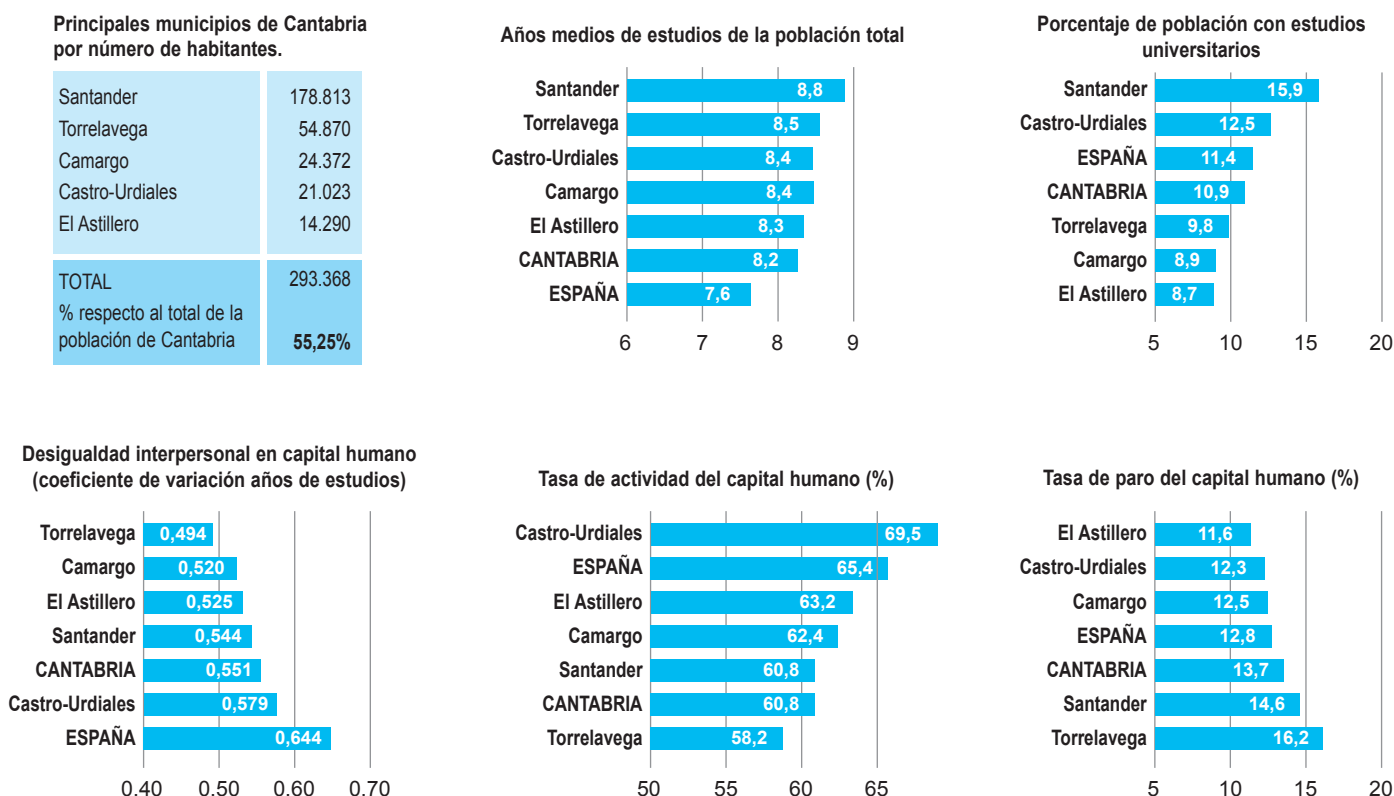 Principales municipios de Cantabria
por número de habitantes.
Santander 178.813
Torrelavega 54.870
Camargo 24.372
Castro-Urdiales 21.023
El Astillero 14.290
TOTAL 293.368
% respecto al total de la
población de Cantabria 55,25%
Años medios de estudios de la población total
Santander 8,8
Torrelavega 8,5
Castro-Urdiales 8,4
Camargo 8,4
El Astillero 8,3
CANTABRIA 8,2
ESPAÑA 7,6
6 7 8 9
Porcentaje de población con estudios
universitarios
Santander 15,9
Castro-Urdiales 12,5
ESPAÑA 11,4
CANTABRIA 10,9
Torrelavega 9,8
Camargo 8,9
El Astillero 8,7
5 10 15 20
Desigualdad interpersonal en capital humano
(coeficiente de variación años de estudios)
Torrelavega 0,494
Camargo 0,520
El Astillero 0,525
Santander 0,544
CANTABRIA 0,551
Castro-Urdiales 0,579
ESPAÑA 0,644
0,40 0,50 0,60 0,70
Tasa de actividad del capital humano (%)
Castro-Urdiales 69,5
ESPAÑA 65,4
El Astillero 63,2
Camargo 62,4
Santander 60,8
CANTABRIA 60,8
Torrelavega 58,2
50 55 60 65
Tasa de paro del capital humano (%)
El Astillero 11,6
Castro-Urdiales 12,3
Camargo 12,5
ESPAÑA 12,8
CANTABRIA 13,7
Santander 14,6
Torrelavega 16,2
5 10 15 20